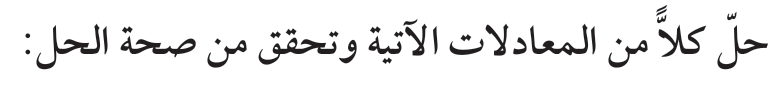 حلّ كلاًّ من المعادلات الآتية وتحقق من صحة الحل: